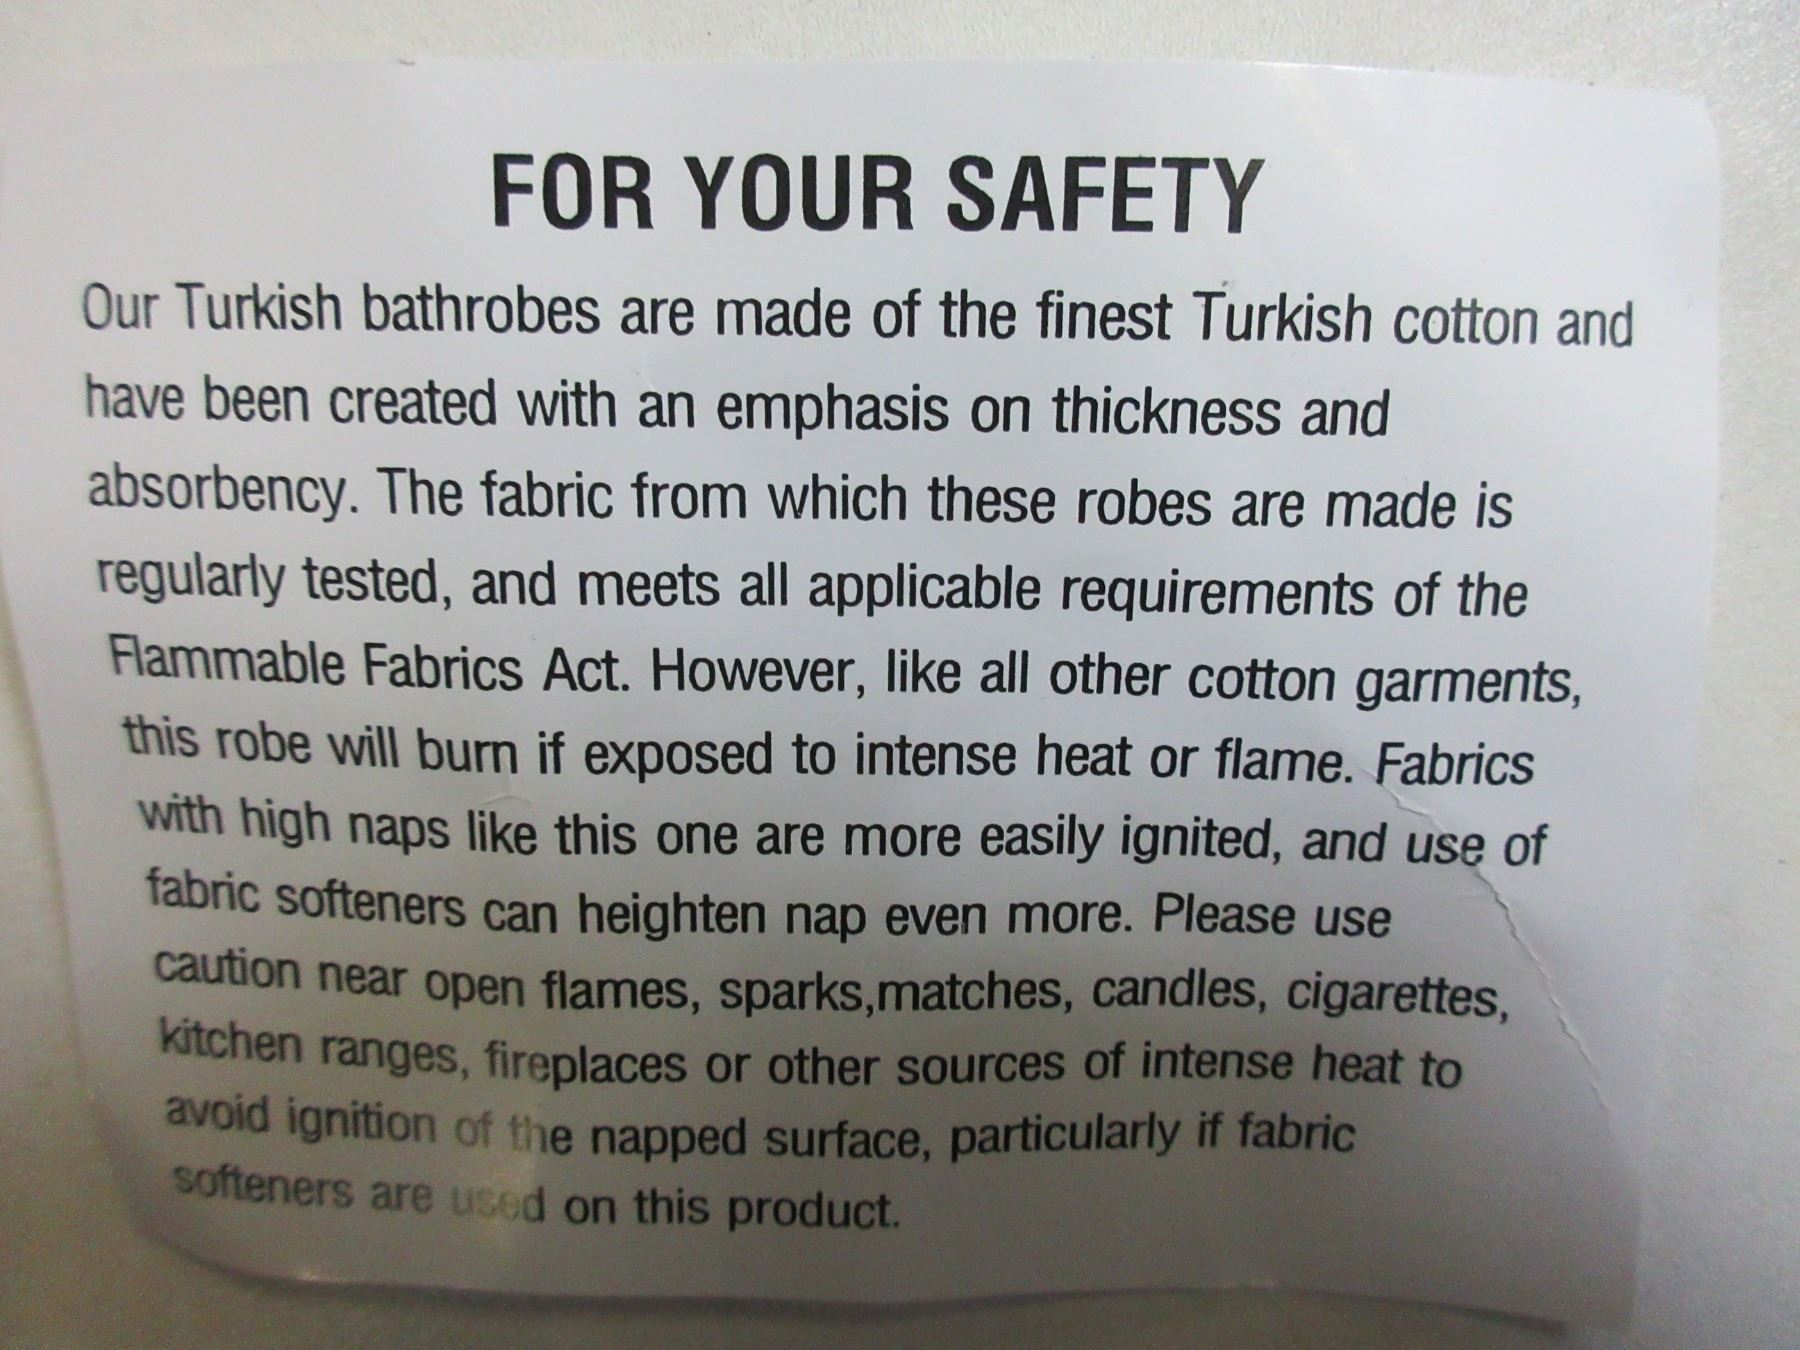 FOR YOUR SAFETY
Our Turkish bathrobes are made of the finest Turkish cotton and
have been created with an emphasis on thickness and
absorbency. The fabric from which these robes are made is
regularly tested, and meets all applicable requirements of the
Flammable Fabrics Act. However, like all other cotton garments,
this robe will burn if exposed to intense heat or flame. Fabrics
with high naps like this one are more easily ignited, and use of
fabric softeners can heighten nap even more. Please use
caution near open flames, sparks,matches, candles, cigarettes,
kitchen ranges, fireplaces or other sources of intense heat to
avoid ignition of the napped surface, particularly if fabric
softeners are used on this product.